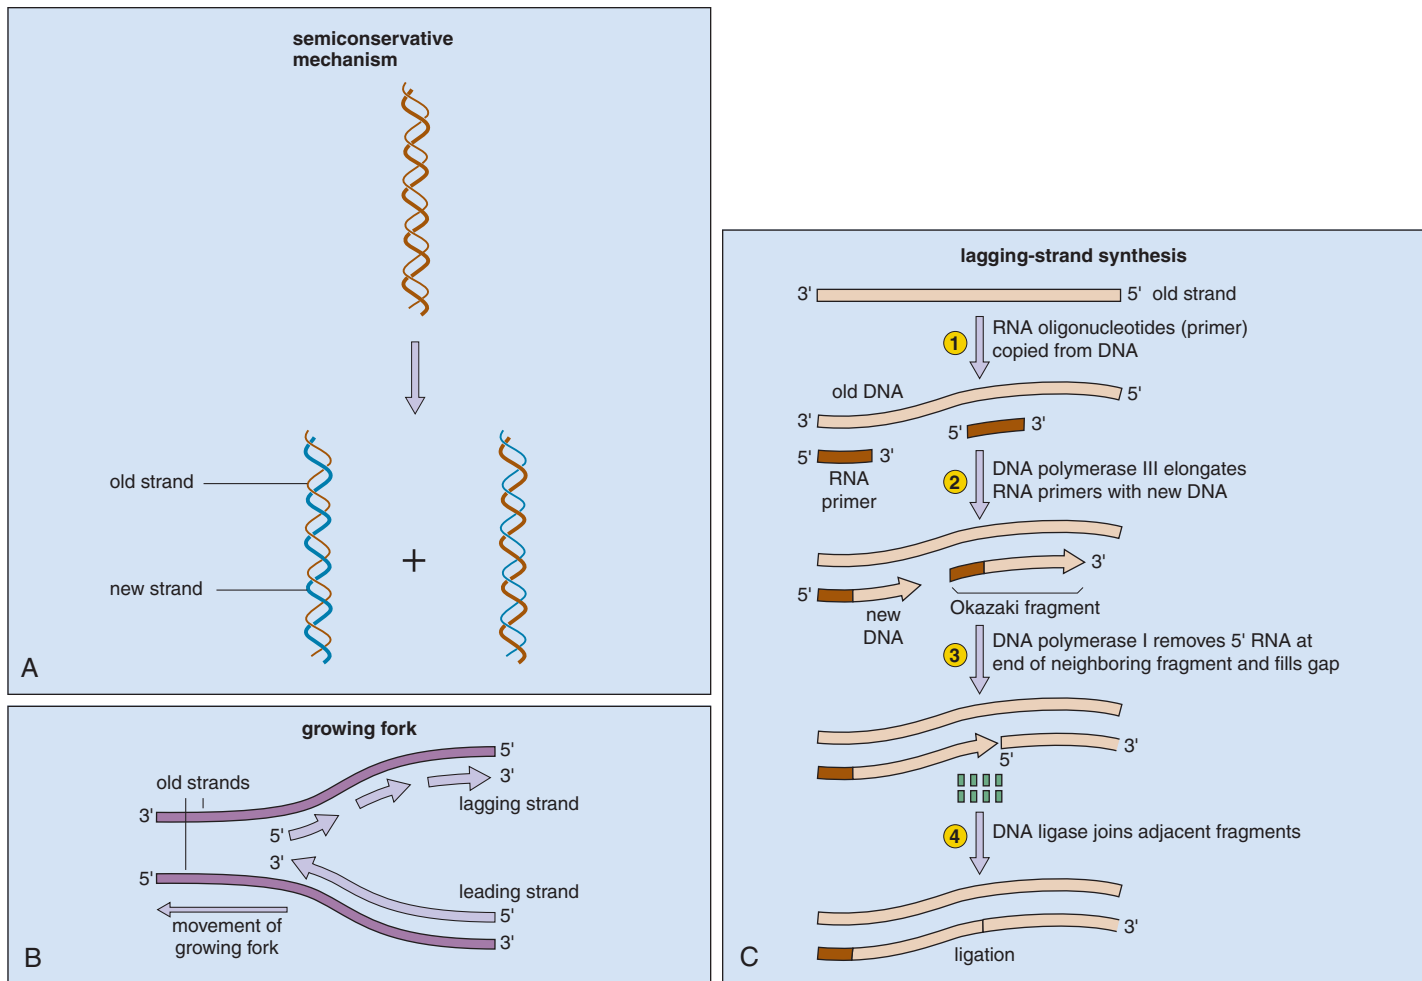 semiconservative
mechanism
old strand
new strand
+
A
growing fork
5'
3'
old strands
lagging strand
3'
5'
3'
5'
leading strand
5'
3'
movement of
growing fork
B
lagging-strand synthesis
3'
5' old strand
1
RNA oligonucleotides (primer)
copied from DNA
old DNA
5'
3'
5'
3'
5'
3'
RNA
primer
2
DNA polymerase III elongates
RNA primers with new DNA
3'
5'
new
DNA
Okazaki fragment
3
DNA polymerase I removes 5' RNA at
end of neighboring fragment and fills gap
3'
5'
4
DNA ligase joins adjacent fragments
3'
ligation
C